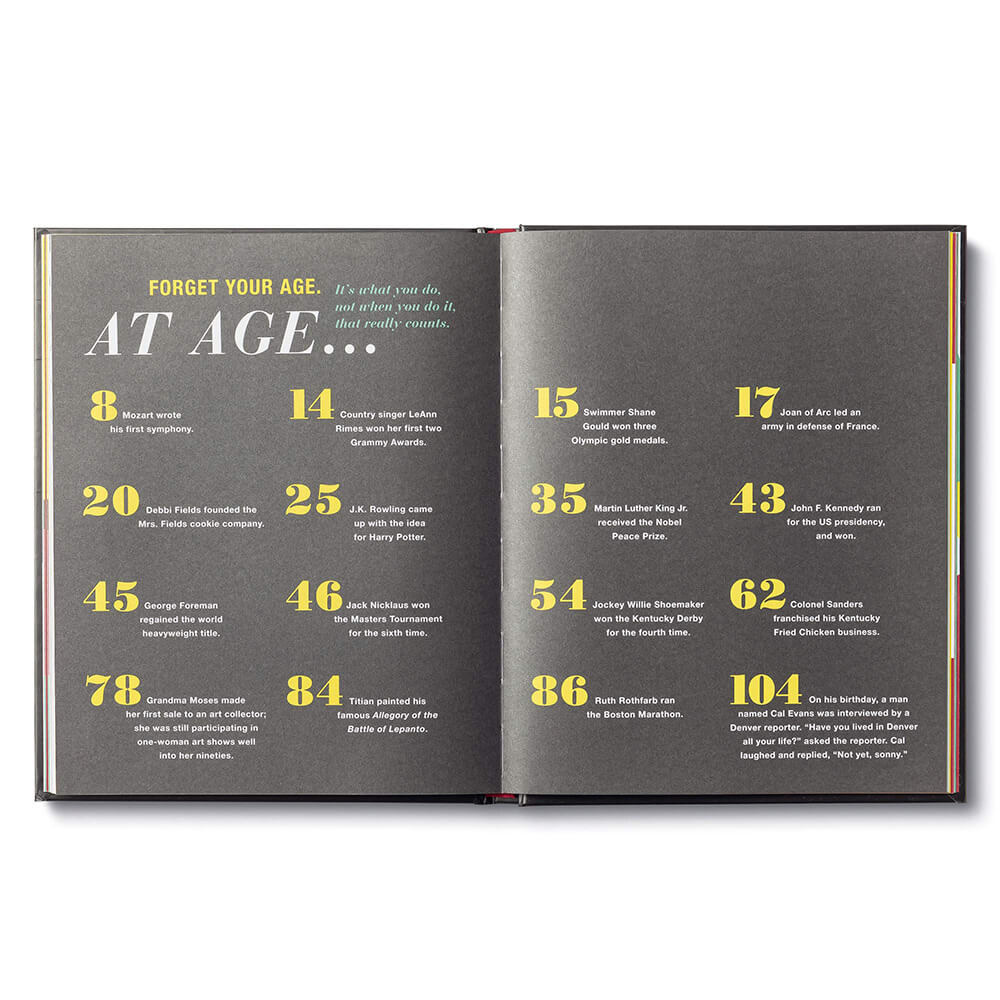 FORGET YOUR AGE.
It's what you do,
not when you do it,
that really counts.
AT AGE...
8 Mozart wrote
his first symphony.
14 Country singer LeAnn
Rimes won her first two
Grammy Awards.
20 Debbi Fields founded the
Mrs. Fields cookie company.
25 J.K. Rowling came
up with the idea
for Harry Potter.
45 George Foreman
regained the world
heavyweight title.
46 Jack Nicklaus won
the Masters Tournament
for the sixth time.
78 Grandma Moses made
her first sale to an art collector;
she was still participating in
one-woman art shows well
into her nineties.
84 Titian painted his
famous Allegory of the
Battle of Lepanto.
15 Swimmer Shane
Gould won three
Olympic gold medals.
17 Joan of Arc led an
army in defense of France.
35 Martin Luther King Jr.
received the Nobel
Peace Prize.
43 John F. Kennedy ran
for the US presidency,
and won.
54 Jockey Willie Shoemaker
won the Kentucky Derby
for the fourth time.
62 Colonel Sanders
franchised his Kentucky
Fried Chicken business.
86 Ruth Rothfarb ran
the Boston Marathon.
104 On his birthday, a man
named Cal Evans was interviewed by a
Denver reporter. “Have you lived in Denver
all your life?” asked the reporter. Cal
laughed and replied, “Not yet, sonny.”